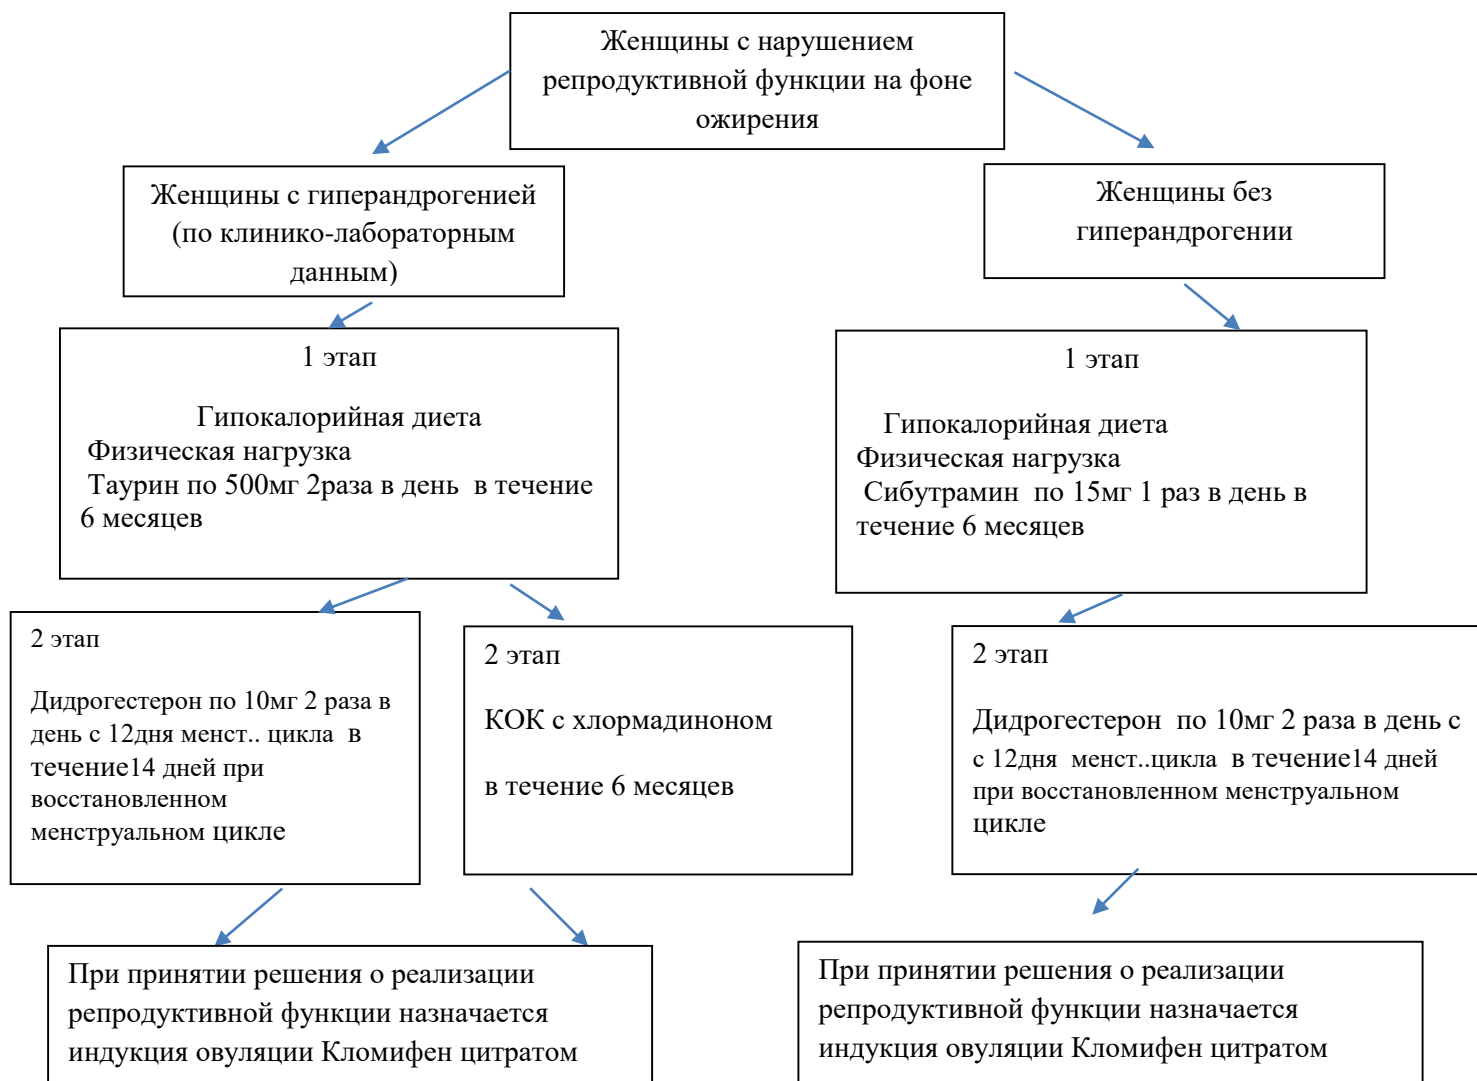 Женщины с нарушением
репродуктивной функции на фоне
ожирения
Женщины с гиперандрогенией
(по клинико-лабораторным
данным)
Женщины без
гиперандрогении
1 этап
Гипокалорийная диета
Физическая нагрузка
Таурин по 500мг 2раза в день в течение
6 месяцев
1 этап
Гипокалорийная диета
Физическая нагрузка
Сибутрамин по 15мг 1 раз в день в
течение 6 месяцев
2 этап
Дидрогестерон по 10мг 2 раза в
день с 12дня менст.. цикла в
течение14 дней при
восстановленном
менструальном цикле
2 этап
КОК с хлормадиноном
в течение 6 месяцев
2 этап
Дидрогестерон по 10мг 2 раза в день с
с 12дня менст..цикла в течение14 дней
при восстановленном менструальном
цикле
При принятии решения о реализации
репродуктивной функции назначается
индукция овуляции Кломифен цитратом
При принятии решения о реализации
репродуктивной функции назначается
индукция овуляции Кломифен цитратом